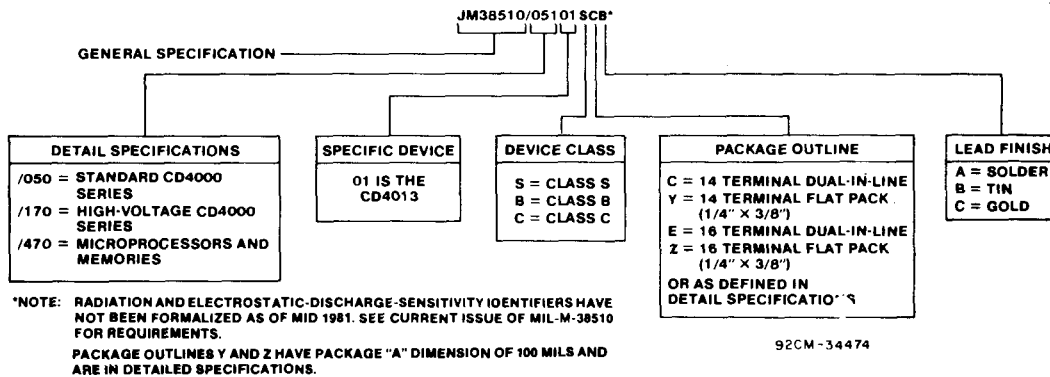 JM38510/05101SCB*
GENERAL SPECIFICATION
DETAIL SPECIFICATIONS
/050 = STANDARD CD4000
SERIES
/170 = HIGH-VOLTAGE CD4000
SERIES
/470 = MICROPROCESSORS AND
MEMORIES
SPECIFIC DEVICE
01 IS THE
CD4013
DEVICE CLASS
S = CLASS S
B = CLASS B
C = CLASS C
PACKAGE OUTLINE
C = 14 TERMINAL DUAL-IN-LINE
Y = 14 TERMINAL FLAT PACK
(1/4" X 3/8")
E = 16 TERMINAL DUAL-IN-LINE
Z = 16 TERMINAL FLAT PACK
(1/4" X 3/8")
OR AS DEFINED IN
DETAIL SPECIFICATIONS
LEAD FINISH
A = SOLDER
B = TIN
C = GOLD
*NOTE: RADIATION AND ELECTROSTATIC-DISCHARGE-SENSITIVITY IDENTIFIERS HAVE
NOT BEEN FORMALIZED AS OF MID 1981. SEE CURRENT ISSUE OF MIL-M-38510
FOR REQUIREMENTS.
PACKAGE OUTLINES Y AND Z HAVE PACKAGE "A" DIMENSION OF 100 MILS AND
ARE IN DETAILED SPECIFICATIONS.
92CM-34474